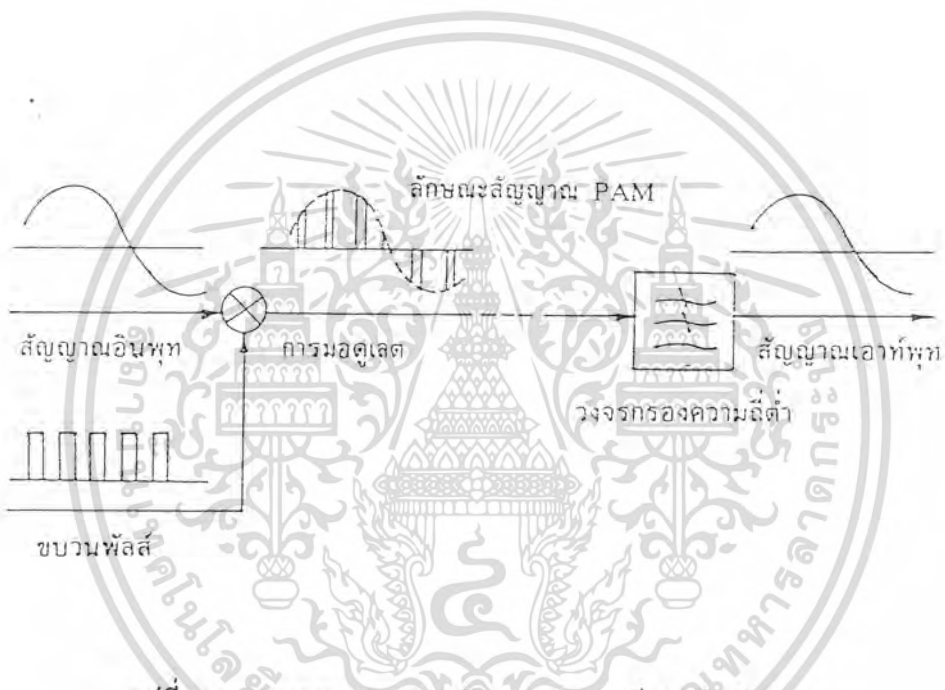 ลักษณะสัญญาณ PAM
สัญญาณอินพุท
การมอดูเลต
สัญญาณเอาท์พุท
วงจรกรองความถี่ต่ำ
ขบวนพัลส์